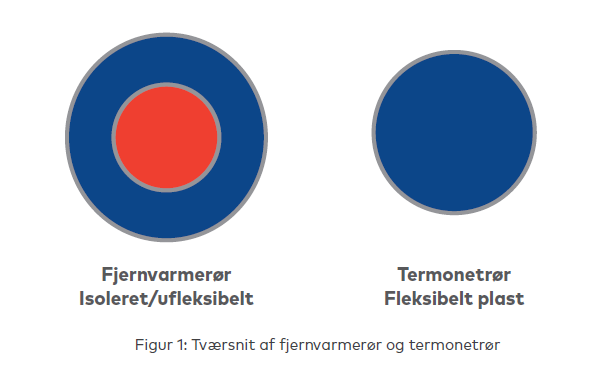 Fjernvarmerør
Isoleret/ufleksibelt
Termonetrør
Fleksibelt plast
Figur 1: Tværsnit af fjernvarmerør og termonetrør